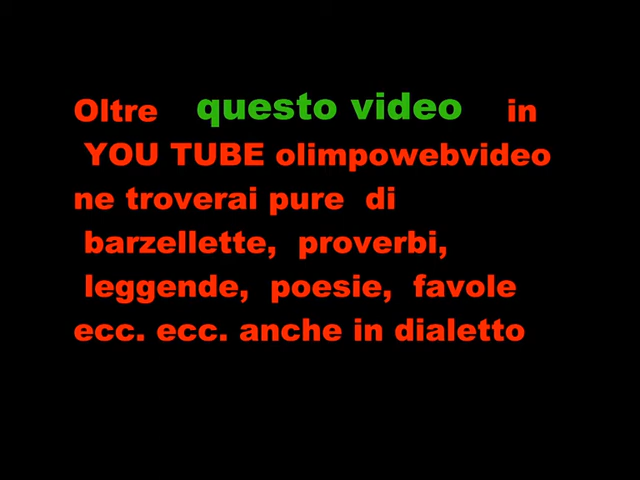 Oltre questo video in
YOU TUBE olimpowebvideo
ne troverai pure di
barzellette, proverbi,
leggende, poesie, favole
ecc. ecc. anche in dialetto